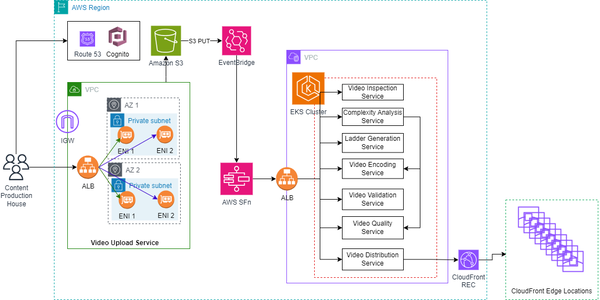 AWS Region
Route 53
Cognito
Amazon S3
S3 PUT
EventBridge
VPC
VPC
AZ 1
Private subnet
ENI 1
ENI 2
IGW
AZ 2
Private subnet
ENI 1
ENI 2
ALB
Content
Production
House
Video Upload Service
AWS SFn
ALB
EKS Cluster
Video Inspection
Service
Complexity Analysis
Service
Ladder Generation
Service
Video Encoding
Service
Video Validation
Service
Video Quality
Service
Video Distribution
Service
CloudFront
REC
CloudFront Edge Locations